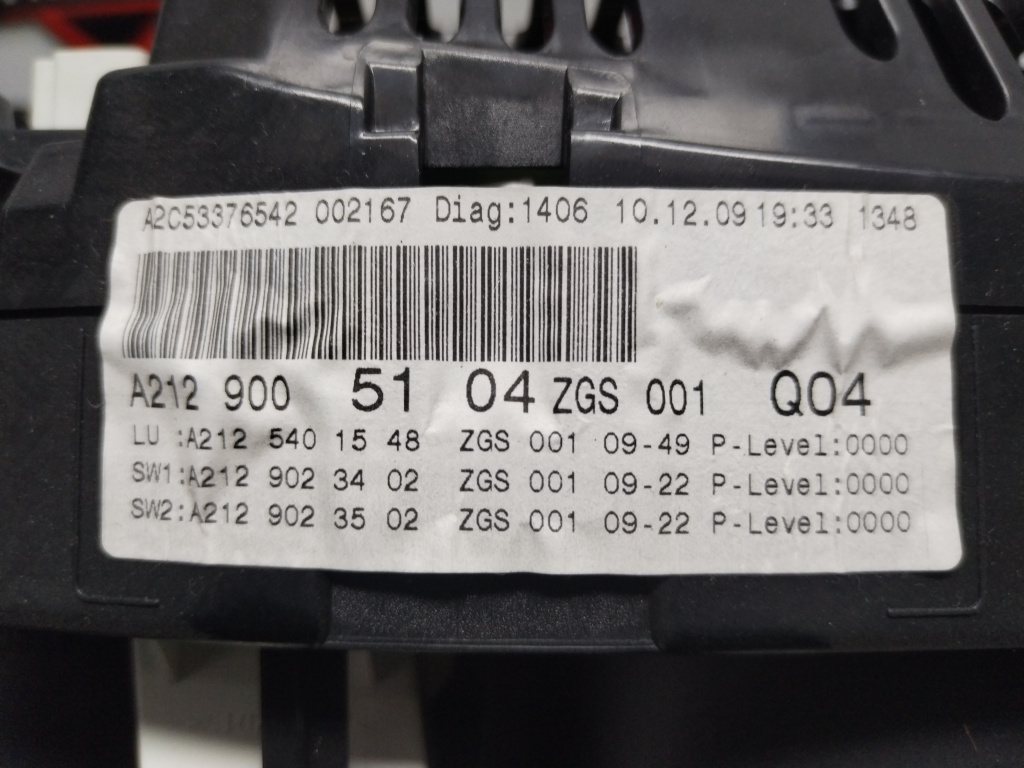 A2C53376542 002167 Diag:1406 10.12.09 19:33 1348
A212 900 51 04 ZGS 001 Q04
LU :A212 540 15 48 ZGS 001 09-49 P-Level:0000
SW1:A212 902 34 02 ZGS 001 09-22 P-Level:0000
SW2:A212 902 35 02 ZGS 001 09-22 P-Level:0000